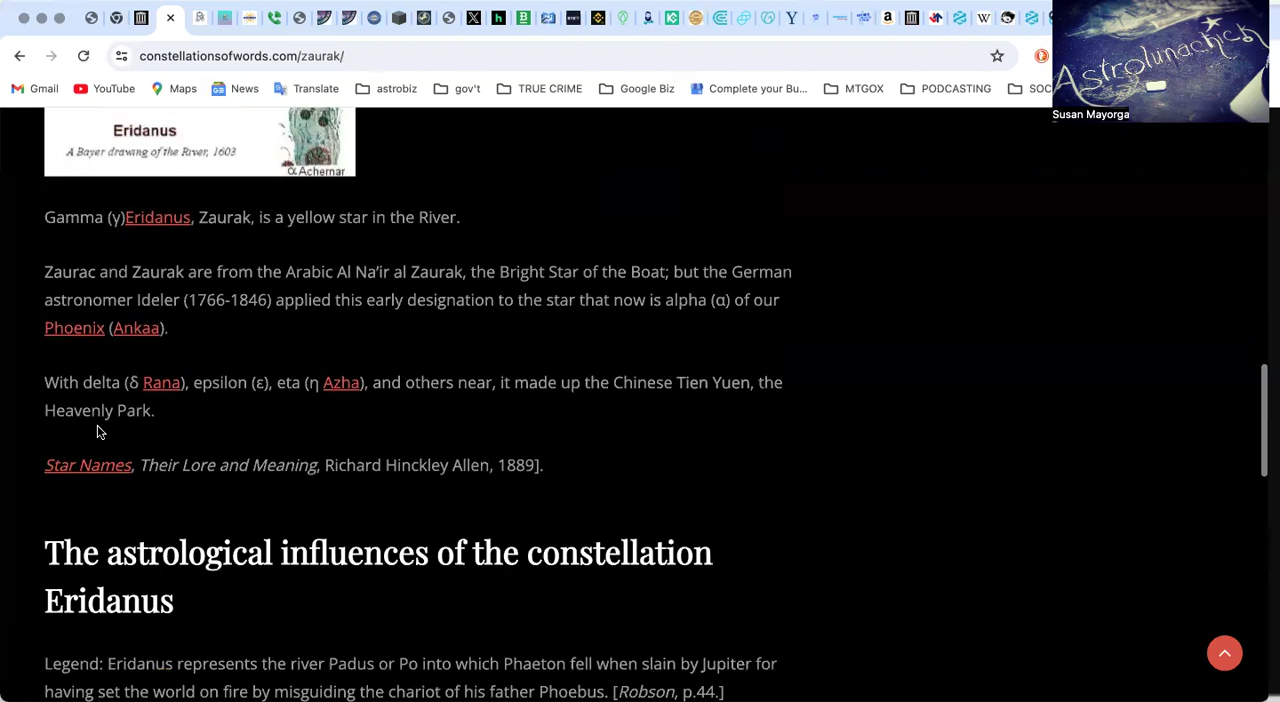 constellationsofwords.com/zaurak/
Gmail YouTube Maps News Translate astrobiz gov't TRUE CRIME Google Biz Complete your Bu... MTGOX PODCASTING SOC
Astrolunachick
Susan Mayorga
Eridanus
A Bayer drawing of the River, 1603
α Achernar
Gamma (γ)Eridanus, Zaurak, is a yellow star in the River.
Zaurac and Zaurak are from the Arabic Al Na'ir al Zaurak, the Bright Star of the Boat; but the German
astronomer Ideler (1766-1846) applied this early designation to the star that now is alpha (α) of our
Phoenix (Ankaa).
With delta (δ Rana), epsilon (ε), eta (η Azha), and others near, it made up the Chinese Tien Yuen, the
Heavenly Park.
Star Names, Their Lore and Meaning, Richard Hinckley Allen, 1889].
The astrological influences of the constellation
Eridanus
Legend: Eridanus represents the river Padus or Po into which Phaeton fell when slain by Jupiter for
having set the world on fire by misguiding the chariot of his father Phoebus. [Robson, p.44.]